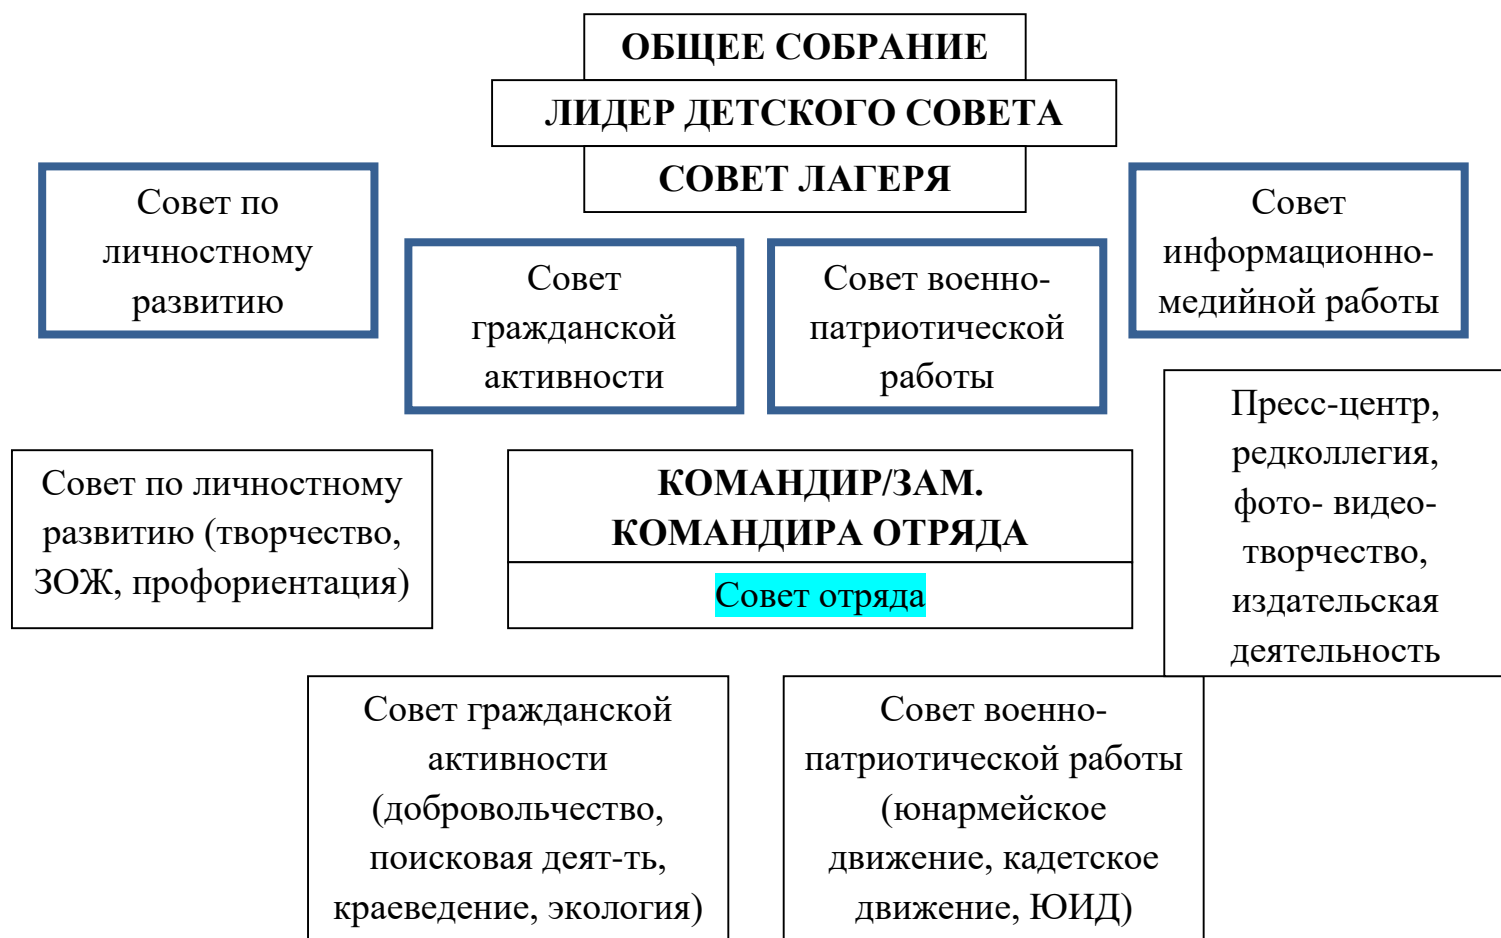 ОБЩЕЕ СОБРАНИЕ
ЛИДЕР ДЕТСКОГО СОВЕТА
СОВЕТ ЛАГЕРЯ
Совет по
личностному
развитию
Совет
гражданской
активности
Совет военно-
патриотической
работы
Совет
информационно-
медийной работы
Совет по личностному
развитию (творчество,
ЗОЖ, профориентация)
КОМАНДИР/ЗАМ.
КОМАНДИРА ОТРЯДА
Совет отряда
Пресс-центр,
редколлегия,
фото- видео-
творчество,
издательская
деятельность
Совет гражданской
активности
(добровольчество,
поисковая деят-ть,
краеведение, экология)
Совет военно-
патриотической работы
(юнармейское
движение, кадетское
движение, ЮИД)